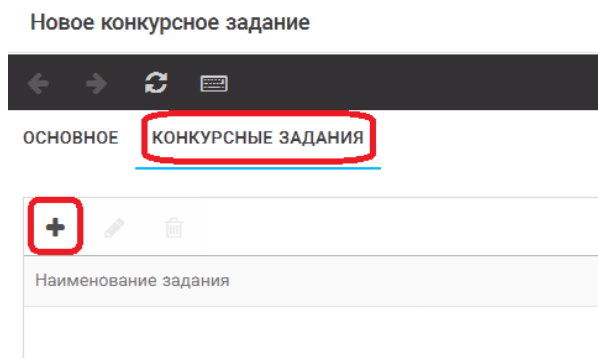 Новое конкурсное задание
ОСНОВНОЕ КОНКУРСНЫЕ ЗАДАНИЯ
Наименование задания